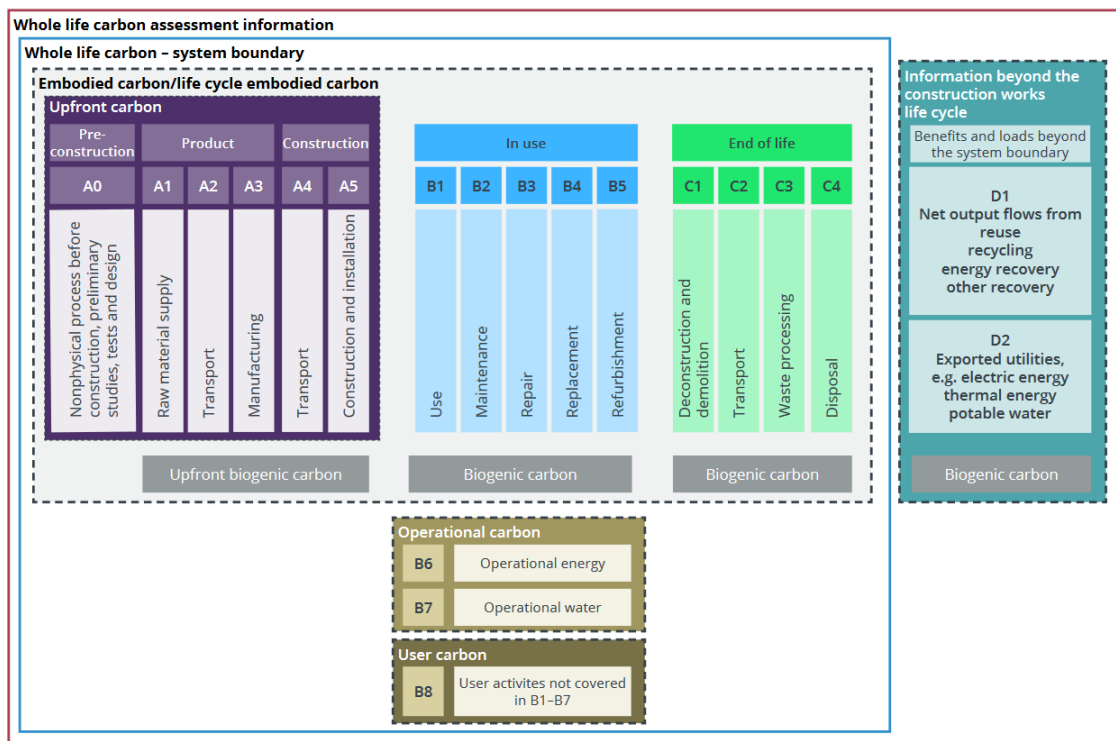 Whole life carbon assessment information
Whole life carbon – system boundary
Embodied carbon/life cycle embodied carbon
Upfront carbon
Pre-
construction
Product
Construction
A0
A1
A2
A3
A4
A5
Nonphysical process before
construction, preliminary
studies, tests and design
Raw material supply
Transport
Manufacturing
Transport
Construction and installation
Upfront biogenic carbon
In use
B1
B2
B3
B4
B5
Use
Maintenance
Repair
Replacement
Refurbishment
Biogenic carbon
End of life
C1
C2
C3
C4
Deconstruction and
demolition
Transport
Waste processing
Disposal
Biogenic carbon
Operational carbon
B6
Operational energy
B7
Operational water
User carbon
B8
User activites not covered
in B1–B7
Information beyond the
construction works
life cycle
Benefits and loads beyond
the system boundary
D1
Net output flows from
reuse
recycling
energy recovery
other recovery
D2
Exported utilities,
e.g. electric energy
thermal energy
potable water
Biogenic carbon